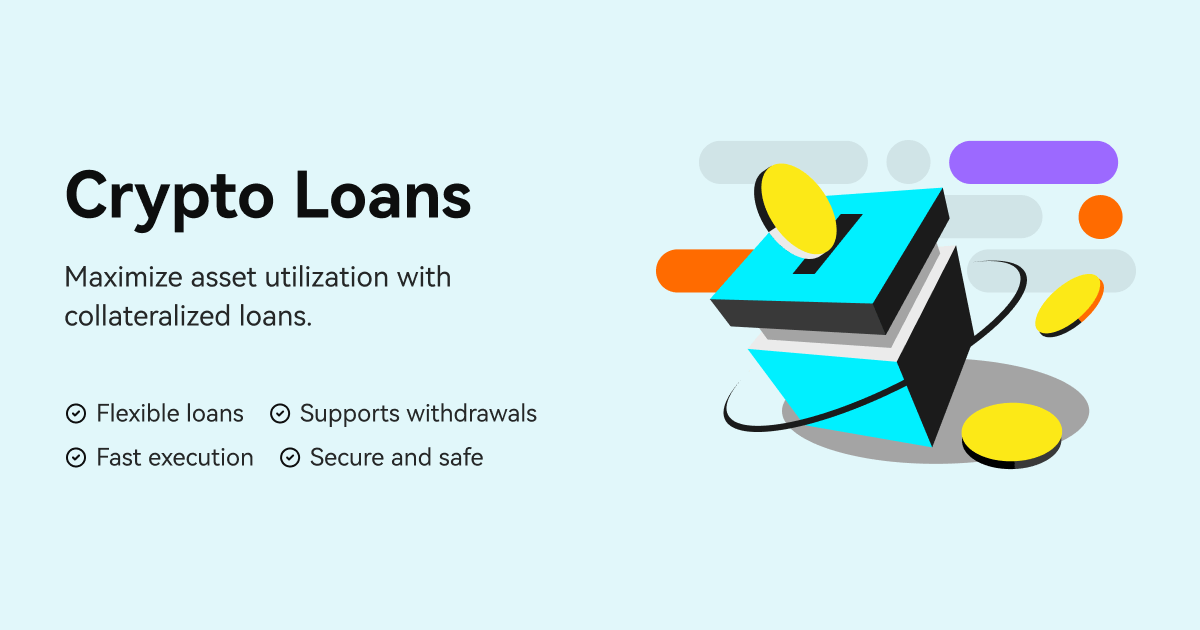 Crypto Loans
Maximize asset utilization with
collateralized loans.
Flexible loans Supports withdrawals
Fast execution Secure and safe